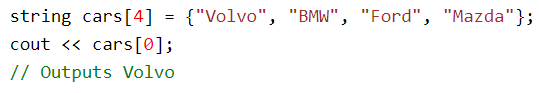 string cars[4] = {"Volvo", "BMW", "Ford", "Mazda"};
cout << cars[0];
// Outputs Volvo